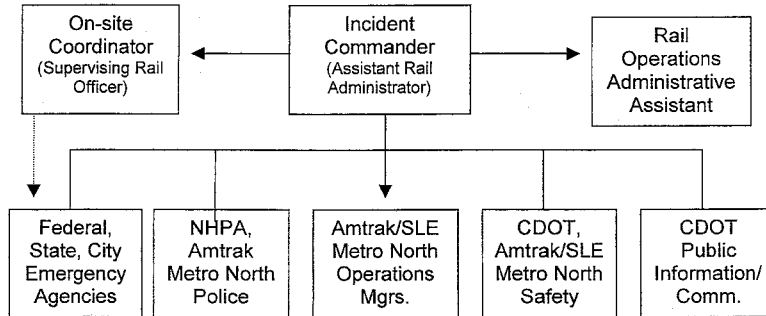 On-site
Coordinator
(Supervising Rail
Officer)
Incident
Commander
(Assistant Rail
Administrator)
Rail
Operations
Administrative
Assistant
Federal,
State, City
Emergency
Agencies
NHPA,
Amtrak
Metro North
Police
Amtrak/SLE
Metro North
Operations
Mgrs.
CDOT,
Amtrak/SLE
Metro North
Safety
CDOT
Public
Information/
Comm.